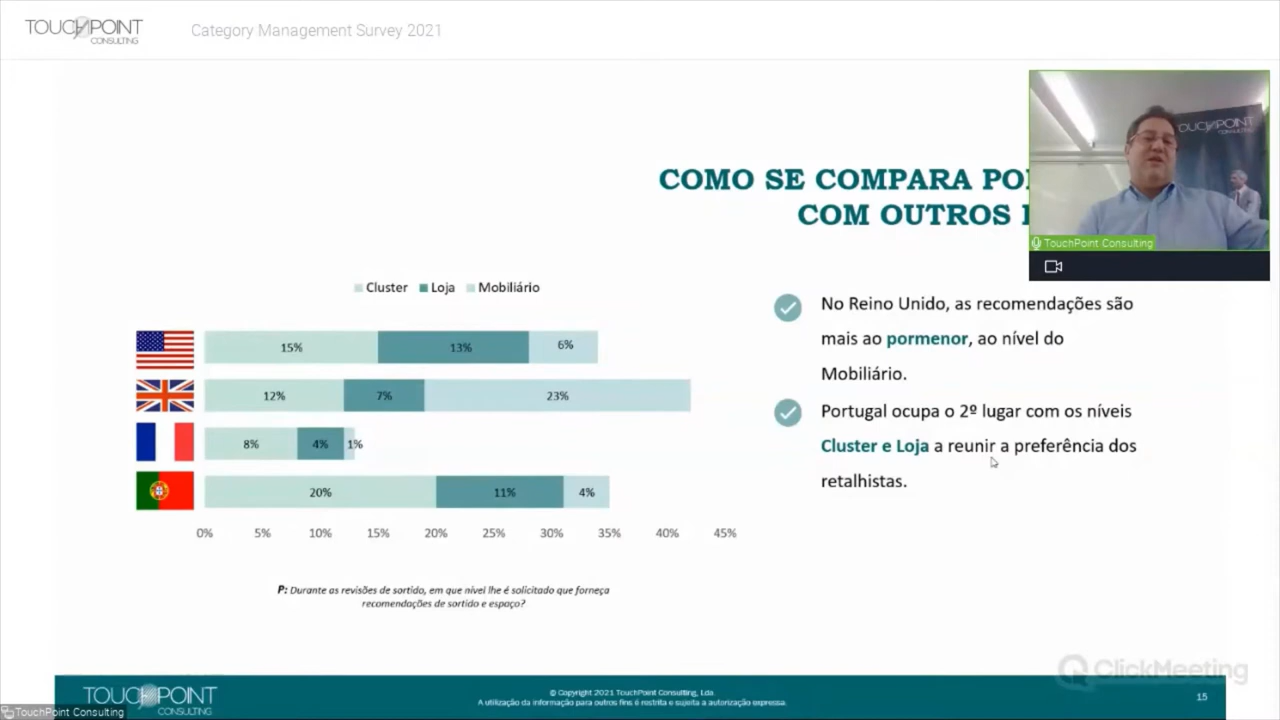 TOUCHPOINT
CONSULTING
Category Management Survey 2021
TOUCHPOINT
CONSULTING
TouchPoint Consulting
COMO SE COMPARA
COM OUTROS
Cluster Loja Mobiliário
15% 13% 6%
12% 7% 23%
8% 4% 1%
20% 11% 4%
0% 5% 10% 15% 20% 25% 30% 35% 40% 45%
P: Durante as revisões de sortido, em que nível lhe é solicitado que forneça
recomendações de sortido e espaço?
No Reino Unido, as recomendações são
mais ao pormenor, ao nível do
Mobiliário.
Portugal ocupa o 2º lugar com os níveis
Cluster e Loja a reunir a preferência dos
retalhistas.
ClickMeeting
TOUCHPOINT
CONSULTING
© Copyright 2021 TouchPoint Consulting, Lda.
A utilização da informação para outros fins é restrita e sujeita a autorização expressa.
15
TouchPoint Consulting